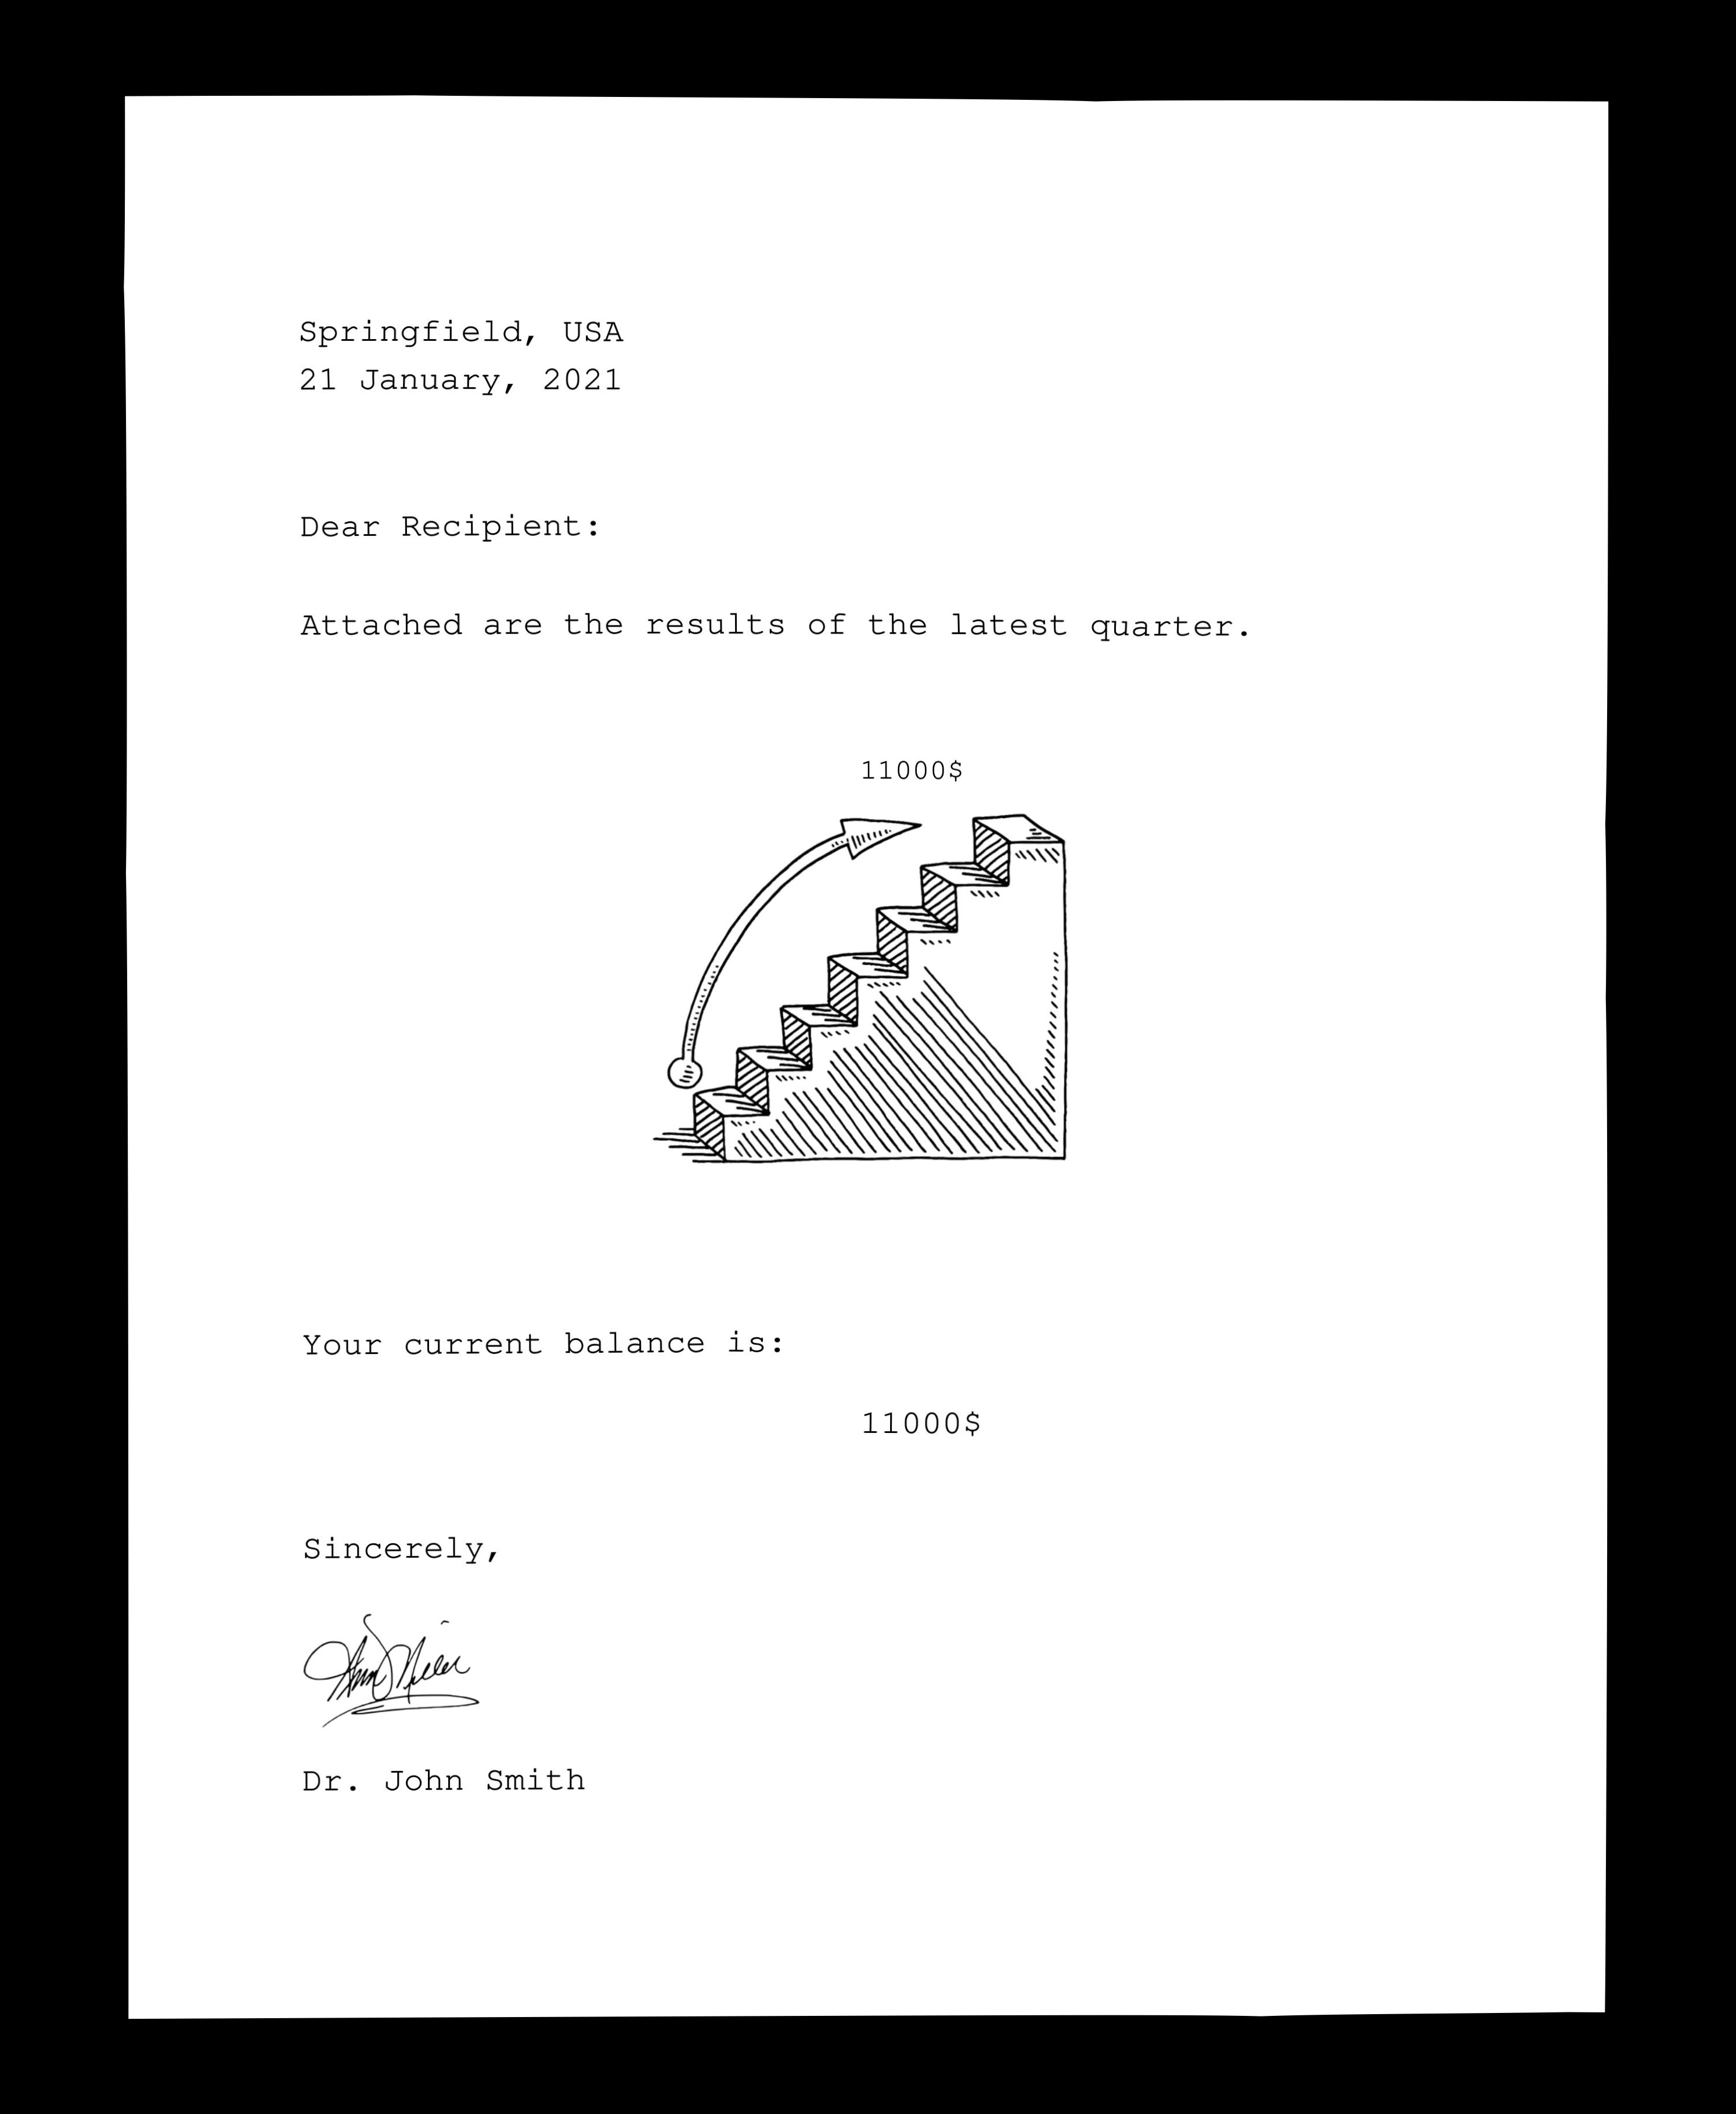 Springfield, USA
21 January, 2021
Dear Recipient:
Attached are the results of the latest quarter.
11000$
Your current balance is:
11000$
Sincerely,
Dr. John Smith